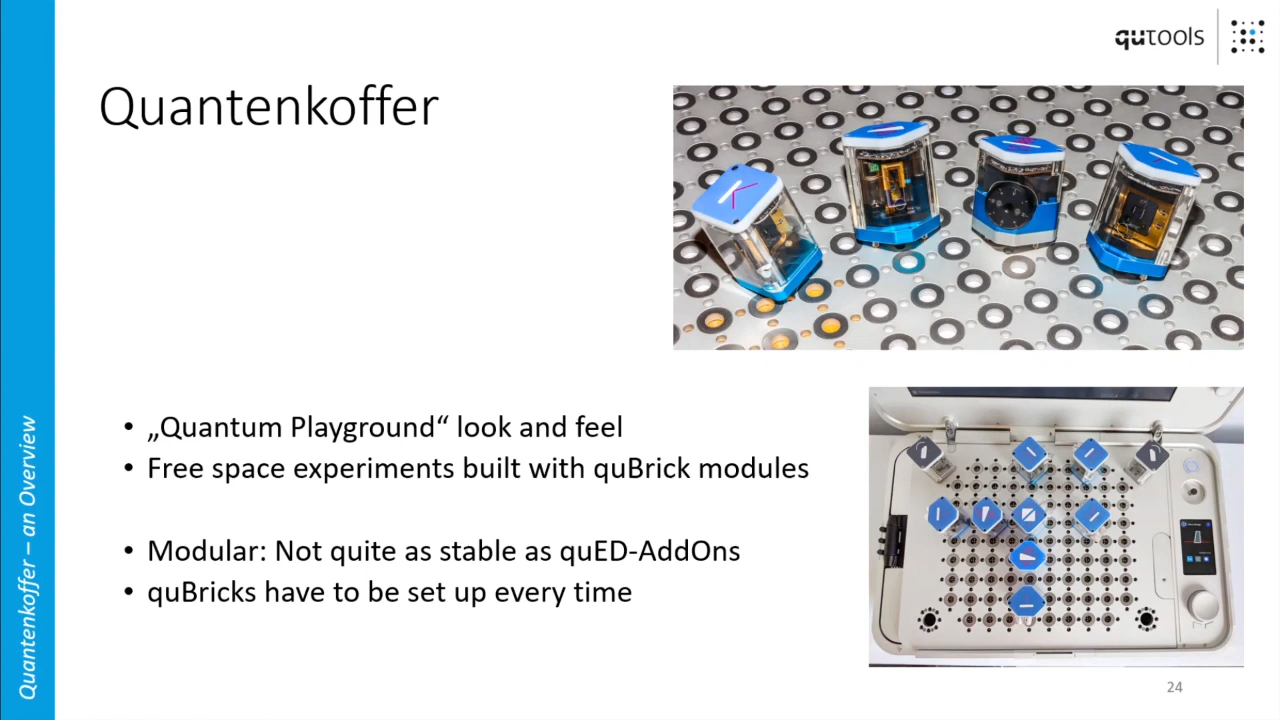 qutools
Quantenkoffer
• „Quantum Playground“ look and feel
• Free space experiments built with quBrick modules
• Modular: Not quite as stable as quED-AddOns
• quBricks have to be set up every time
Quantenkoffer – an Overview
24